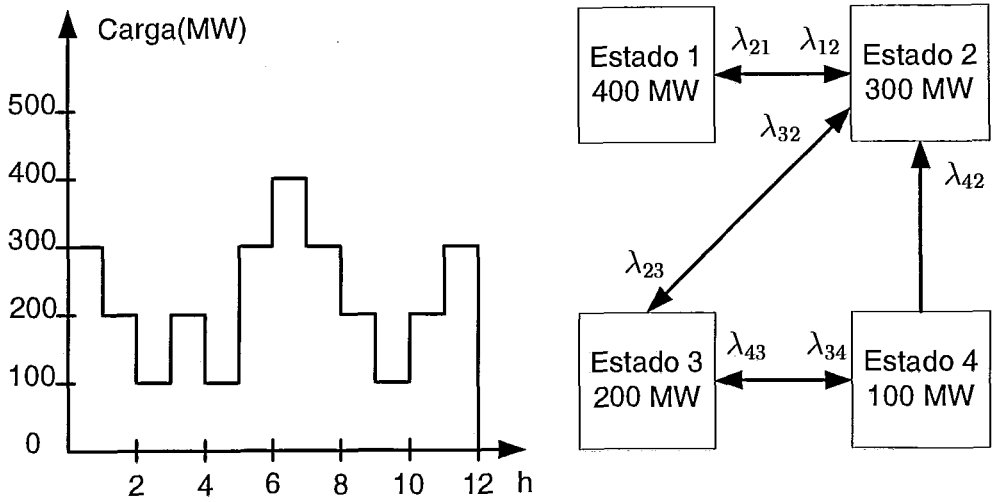 Carga(MW)
500
400
300
200
100
0
2 4 6 8 10 12 h
Estado 1
400 MW
λ21 λ12
Estado 2
300 MW
λ32
λ42
λ23
Estado 3
200 MW
λ43 λ34
Estado 4
100 MW